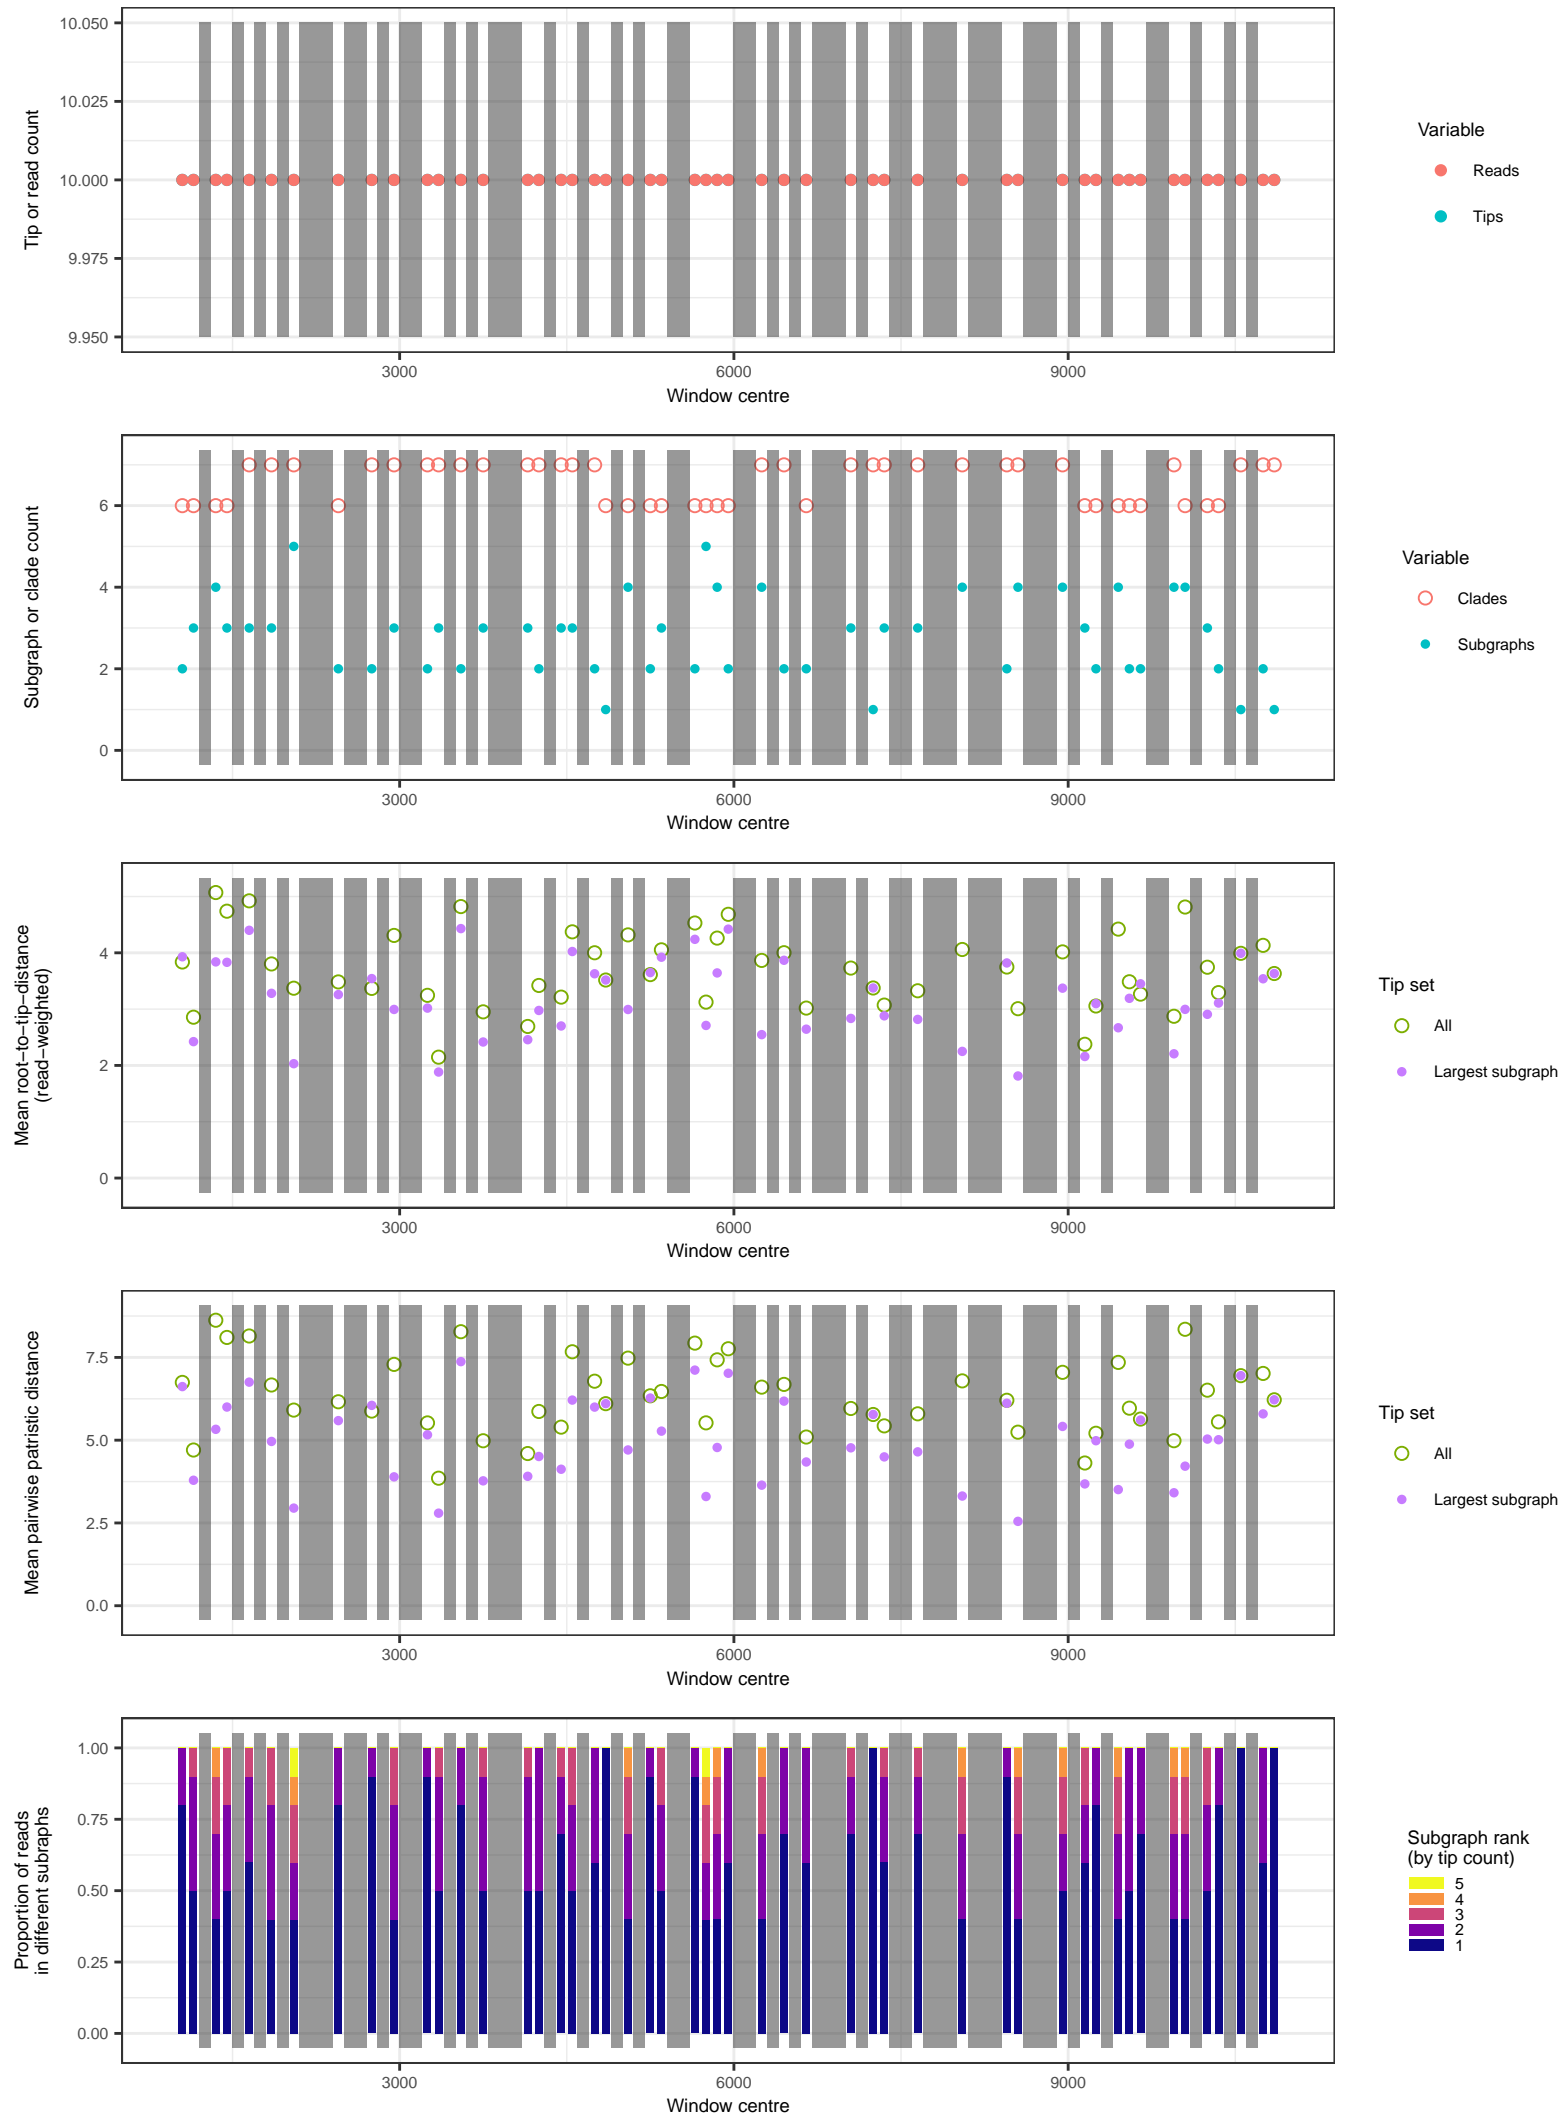 10.050
10.025
10.000
9.975
9.950
Tip or read count
3000
6000
9000
Window centre
Variable
Reads
Tips
6
4
2
0
Subgraph or clade count
3000
6000
9000
Window centre
Variable
Clades
Subgraphs
4
2
0
Mean root−to−tip−distance
(read−weighted)
3000
6000
9000
Window centre
Tip set
All
Largest subgraph
7.5
5.0
2.5
0.0
Mean pairwise patristic distance
3000
6000
9000
Window centre
Tip set
All
Largest subgraph
1.00
0.75
0.50
0.25
0.00
Proportion of reads
in different subraphs
3000
6000
9000
Window centre
Subgraph rank
(by tip count)
5
4
3
2
1